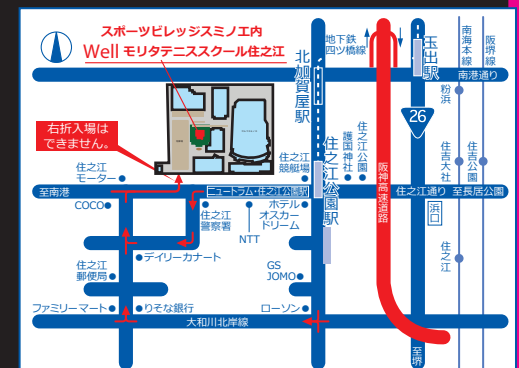 スポーツビレッジスミノエ内
Well モリタテニススクール住之江
地下鉄
四ツ橋線
玉出駅
南海本線
阪堺線
北加賀屋駅
南港通り
粉浜
26
右折入場は
できません。
住之江
競艇場
住之江公園駅
護国神社
住之江公園
阪神高速道路
住吉大社
住吉公園
住之江
モーター
至南港
ニュートラム・住之江公園駅
住之江通り
至長居公園
COCO
住之江
警察署
NTT
ホテル
オスカー
ドリーム
浜口
デイリーカナート
住之江
郵便局
GS
JOMO
住之江
ファミリーマート
りそな銀行
ローソン
大和川北岸線
至堺